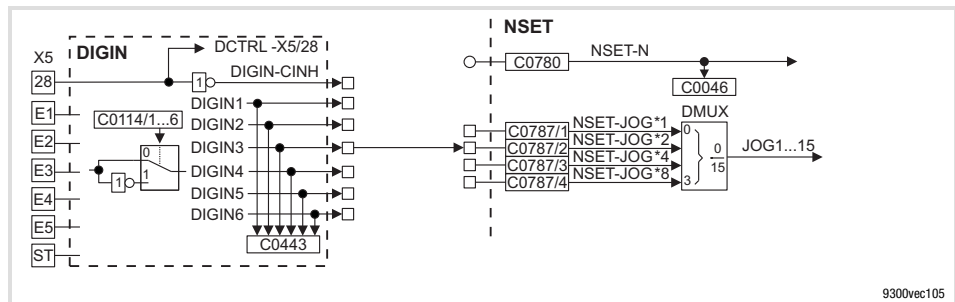 X5
DIGIN
DCTRL -X5/28
28
1
DIGIN-CINH
E1
E2
E3
E4
E5
ST
C0114/1...6
0
1
1
DIGIN1
DIGIN2
DIGIN3
DIGIN4
DIGIN5
DIGIN6
C0443
NSET
C0780
NSET-N
C0046
DMUX
C0787/1
NSET-JOG*1
C0787/2
NSET-JOG*2
C0787/3
NSET-JOG*4
C0787/4
NSET-JOG*8
0
3
0
15
JOG1...15
9300vec105